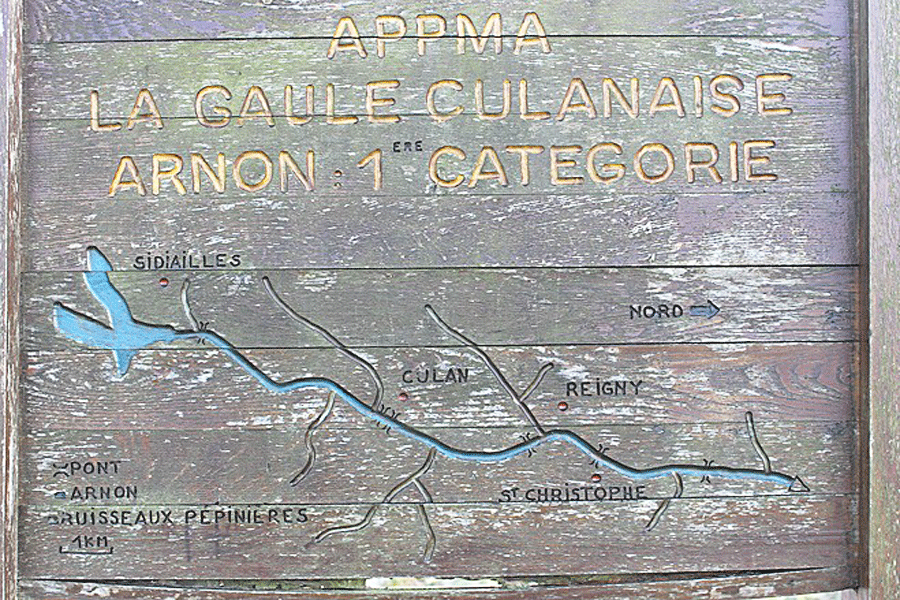 APPMA
LA GAULE CULANAISE
ARNON : 1ERE CATEGORIE
SIDIAILLES
NORD
CULAN
REIGNY
PONT
ARNON
ST CHRISTOPHE
RUISSEAUX PÉPINIÈRES
1KM